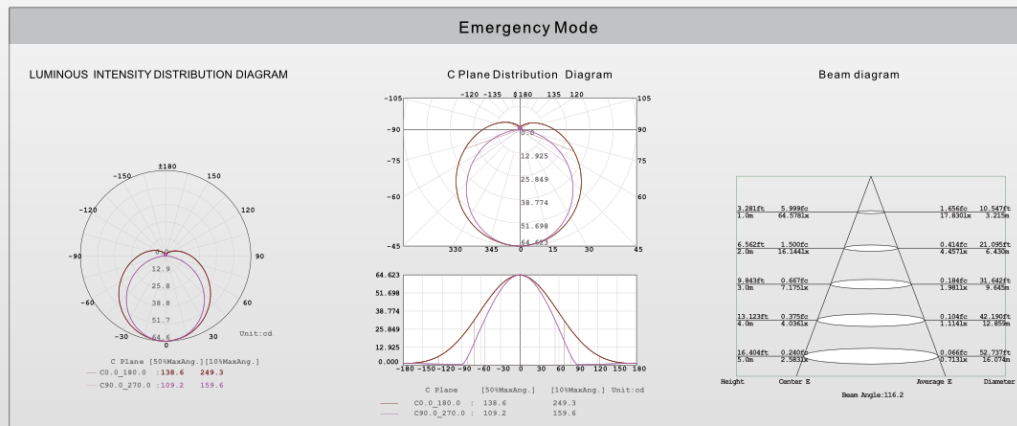 Emergency Mode
LUMINOUS INTENSITY DISTRIBUTION DIAGRAM
±180
-150 150
-120 120
-90 90
-60 60
-30 30
0
12.9
25.8
38.8
51.7
64.6
Unit:cd
C Plane [50%MaxAng.][10%MaxAng.]
C0.0_180.0 :138.6 249.3
C90.0_270.0 :109.2 159.6
C Plane Distribution Diagram
-120 -135 180 135 120
-105 105
-90 90
-75 75
-60 60
-45 45
330 345 0 15 30
0.0
12.925
25.849
38.774
51.698
64.623
64.623
51.698
38.774
25.849
12.925
0.000
-180 -150 -120 -90 -60 -30 0 30 60 90 120 150 180
C Plane [50%MaxAng.] [10%MaxAng.] Unit:cd
C0.0_180.0 : 138.6 249.3
C90.0_270.0 : 109.2 159.6
Beam diagram
3.281ft 5.999fc 1.656fc 10.547ft
1.0m 64.578lx 17.830lx 3.215m
6.562ft 1.500fc 0.414fc 21.095ft
2.0m 16.144lx 4.457lx 6.430m
9.843ft 0.667fc 0.184fc 31.642ft
3.0m 7.175lx 1.981lx 9.645m
13.123ft 0.375fc 0.104fc 42.190ft
4.0m 4.036lx 1.114lx 12.859m
16.404ft 0.240fc 0.066fc 52.737ft
5.0m 2.583lx 0.713lx 16.074m
Height Center E Average E Diameter
Beam Angle:116.2